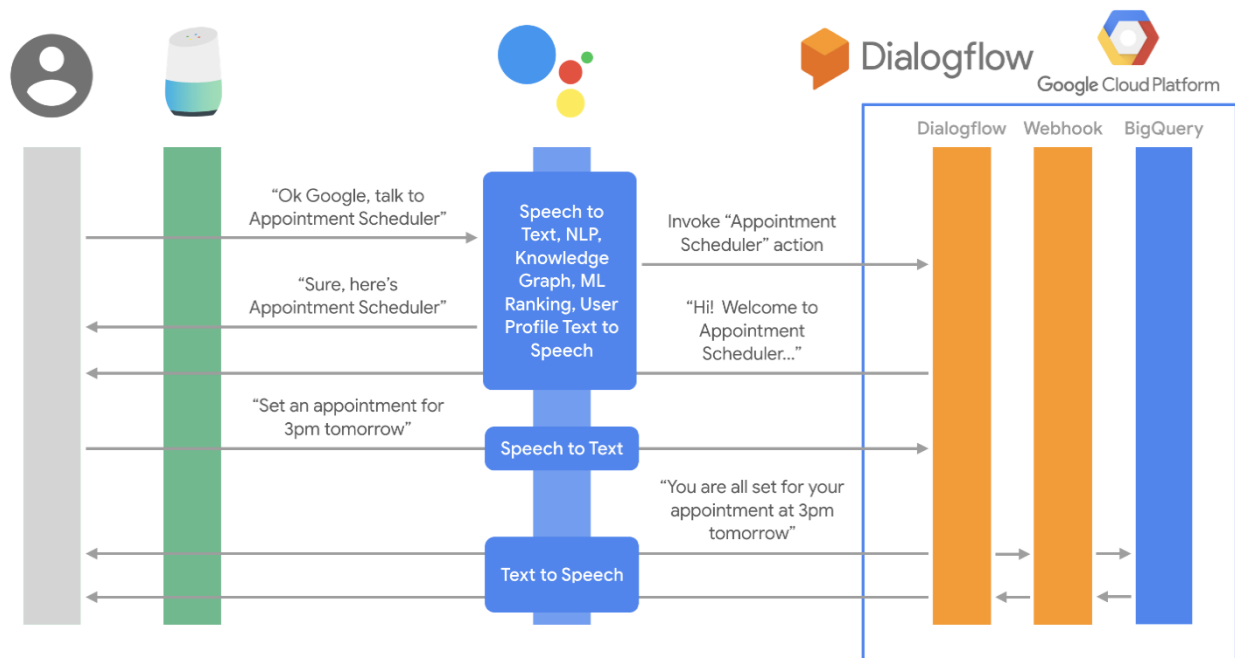 Dialogflow
Google Cloud Platform
Dialogflow
Webhook
BigQuery
“Ok Google, talk to
Appointment Scheduler”
Speech to
Text, NLP,
Knowledge
Graph, ML
Ranking, User
Profile Text to
Speech
Invoke “Appointment
Scheduler” action
“Sure, here’s
Appointment Scheduler”
“Hi!  Welcome to
Appointment
Scheduler...”
“Set an appointment for
3pm tomorrow”
Speech to Text
“You are all set for your
appointment at 3pm
tomorrow”
Text to Speech